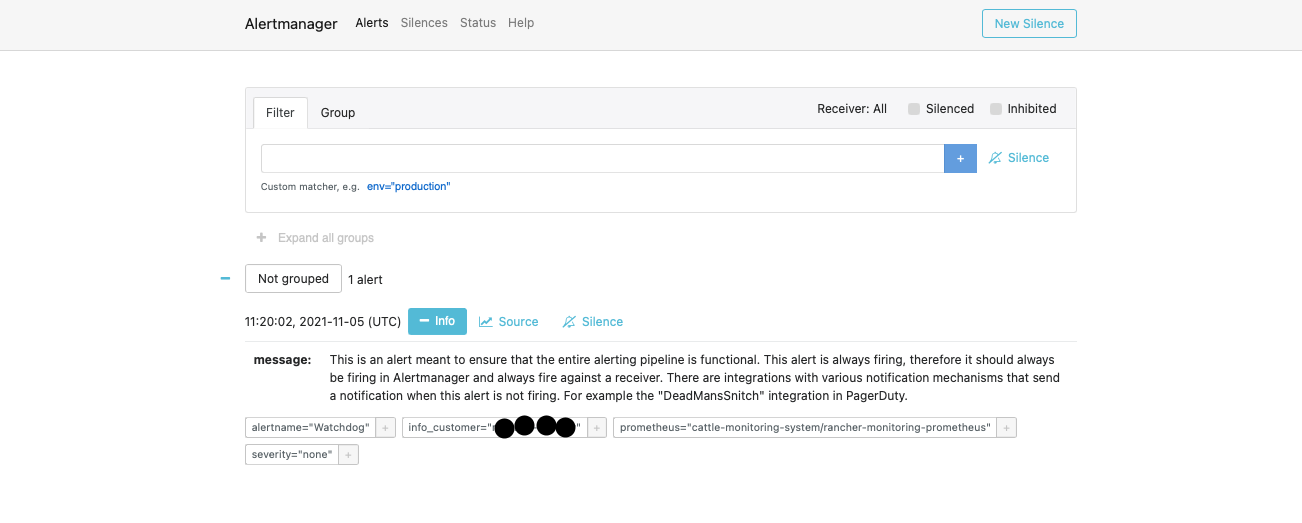 Alertmanager Alerts Silences Status Help New Silence
Filter Group Receiver: All Silenced Inhibited
+ Silence
Custom matcher, e.g. env="production"
+ Expand all groups
− Not grouped 1 alert
11:20:02, 2021-11-05 (UTC) − Info Source Silence
message: This is an alert meant to ensure that the entire alerting pipeline is functional. This alert is always firing, therefore it should always
be firing in Alertmanager and always fire against a receiver. There are integrations with various notification mechanisms that send
a notification when this alert is not firing. For example the "DeadMansSnitch" integration in PagerDuty.
alertname="Watchdog" + info_customer=" " + prometheus="cattle-monitoring-system/rancher-monitoring-prometheus" +
severity="none" +